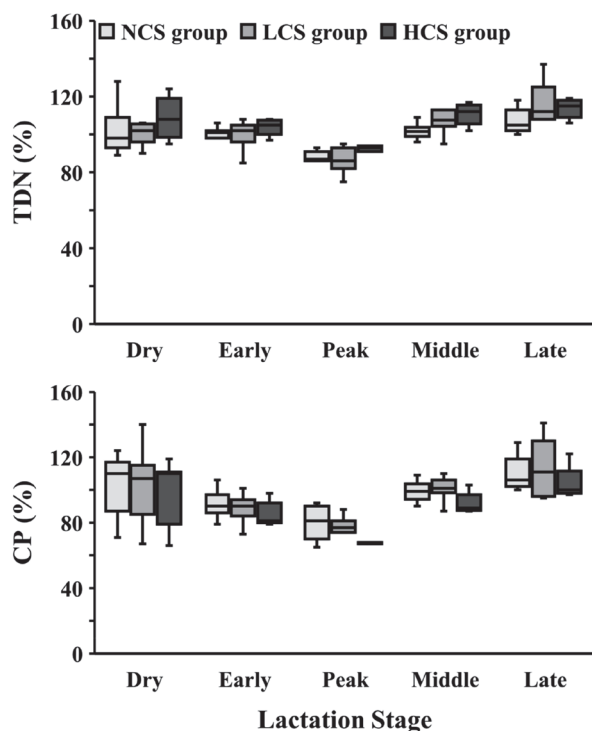 160
NCS group LCS group HCS group
120
80
40
0
TDN (%)
Dry Early Peak Middle Late
160
120
80
40
0
CP (%)
Dry Early Peak Middle Late
Lactation Stage